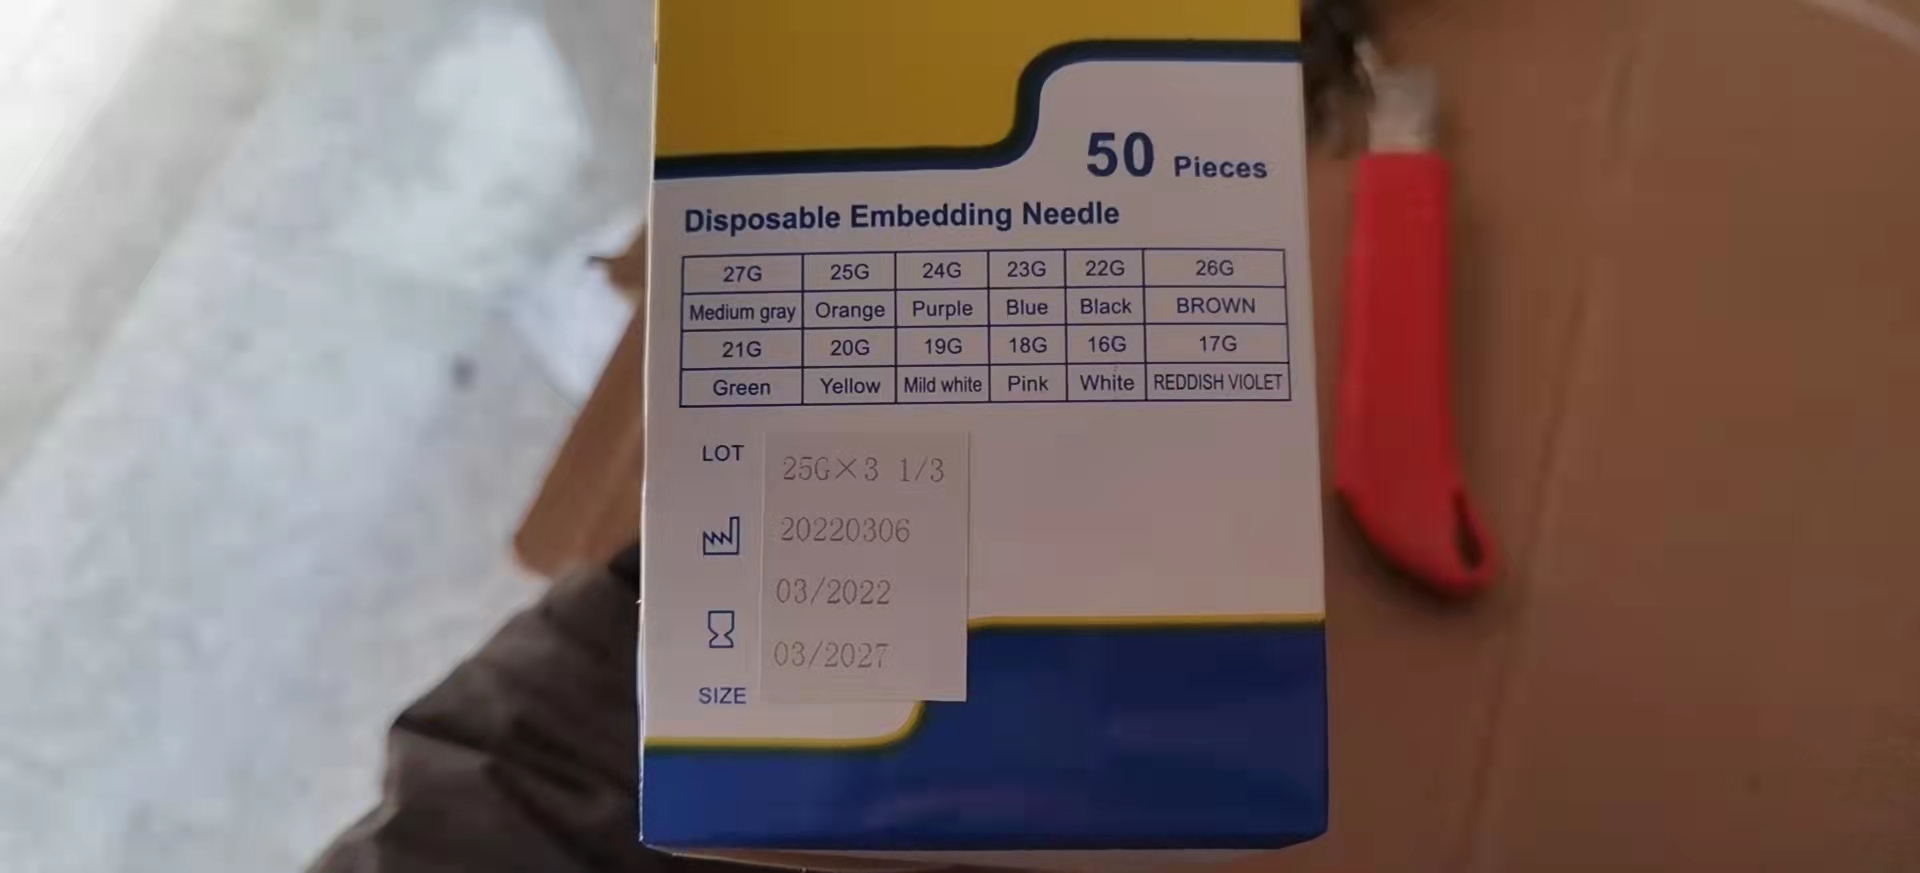 50 Pieces
Disposable Embedding Needle
27G 25G 24G 23G 22G 26G
Medium gray Orange Purple Blue Black BROWN
21G 20G 19G 18G 16G 17G
Green Yellow Mild white Pink White REDDISH VIOLET
LOT
25G×3 1/3
20220306
03/2022
03/2027
SIZE